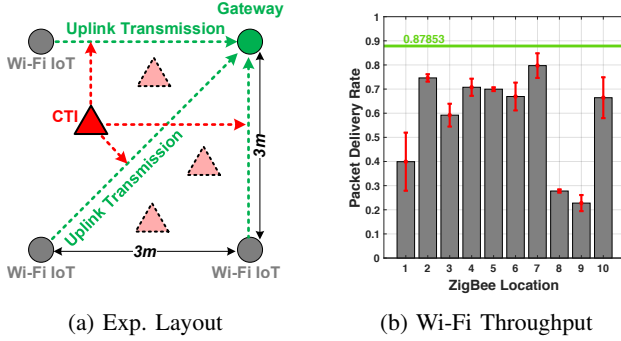 Gateway
Uplink Transmission
Wi-Fi IoT
CTI
Uplink Transmission
3m
3m
Wi-Fi IoT
Wi-Fi IoT
(a) Exp. Layout
1
0.9
0.8
0.7
0.6
0.5
0.4
0.3
0.2
0.1
0
Packet Delivery Rate
0.87853
1 2 3 4 5 6 7 8 9 10
ZigBee Location
(b) Wi-Fi Throughput